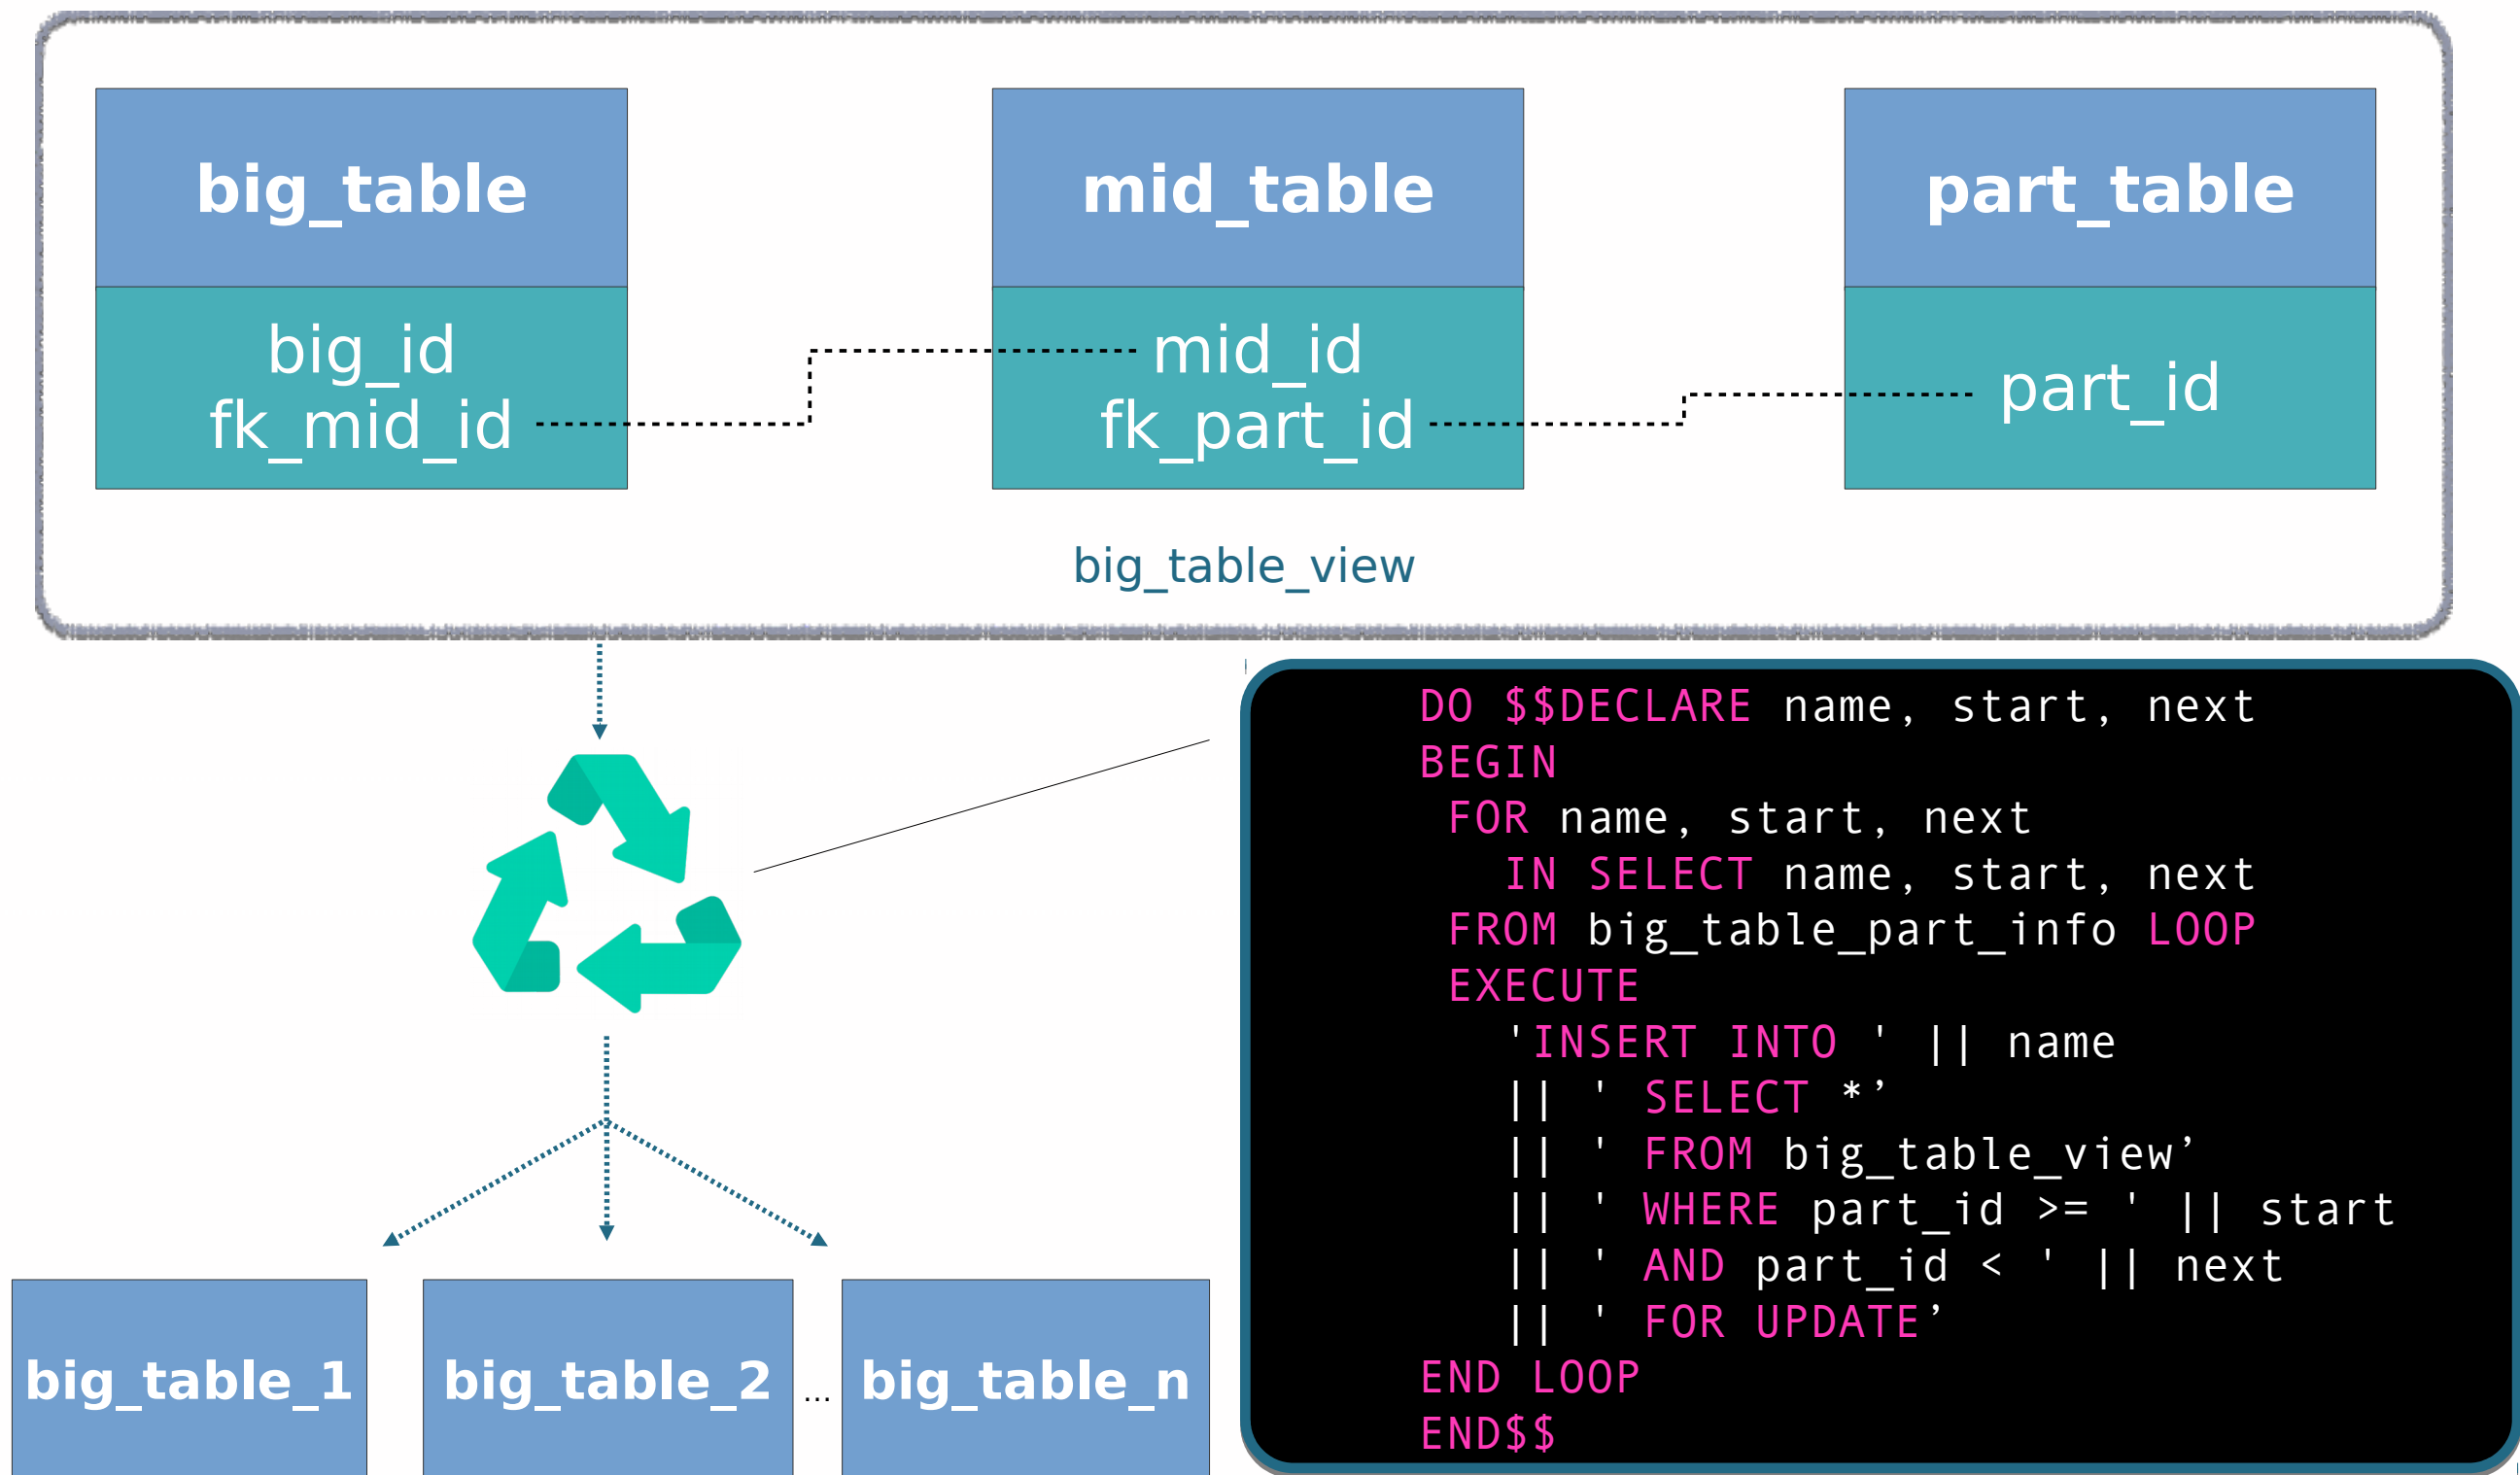 big_table
mid_table
part_table
big_id
fk_mid_id
mid_id
fk_part_id
part_id
big_table_view
DO $$DECLARE name, start, next
BEGIN
FOR name, start, next
IN SELECT name, start, next
FROM big_table_part_info LOOP
EXECUTE
'INSERT INTO ' || name
|| ' SELECT *’
|| ' FROM big_table_view’
|| ' WHERE part_id >= ' || start
|| ' AND part_id < ' || next
|| ' FOR UPDATE’
END LOOP
END$$
big_table_1
big_table_2
...
big_table_n